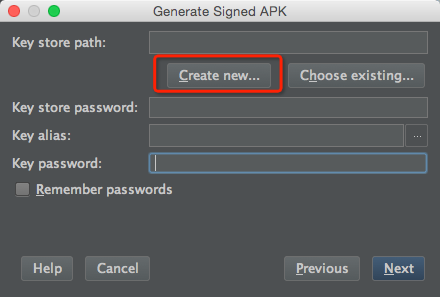 Generate Signed APK
Key store path:
Create new...
Choose existing...
Key store password:
Key alias:
...
Key password:
Remember passwords
Help
Cancel
Previous
Next